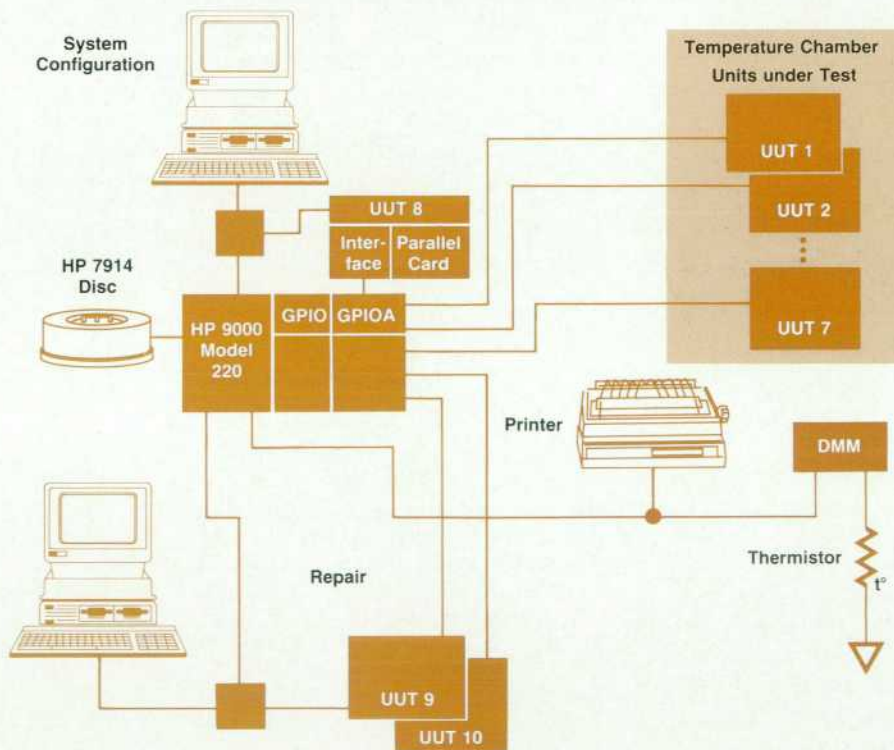 System
Configuration
Temperature Chamber
Units under Test
UUT 1
UUT 2
UUT 7
UUT 8
Inter-
face
Parallel
Card
HP 7914
Disc
HP 9000
Model
220
GPIO
GPIOA
Printer
DMM
Thermistor
t°
Repair
UUT 9
UUT 10